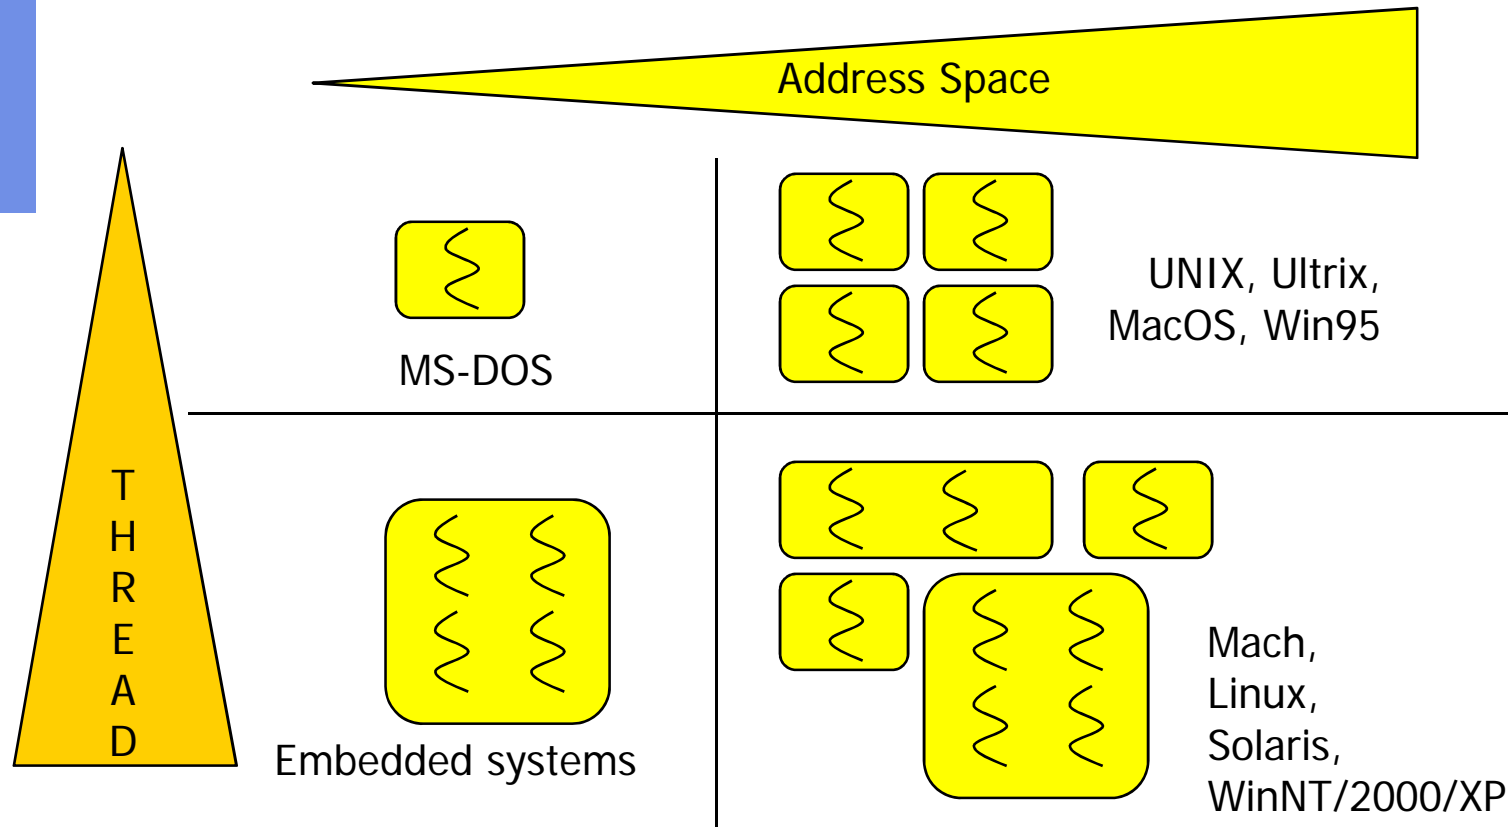 Address Space
UNIX, Ultrix,
MacOS, Win95
MS-DOS
T
H
R
E
A
D
Embedded systems
Mach,
Linux,
Solaris,
WinNT/2000/XP